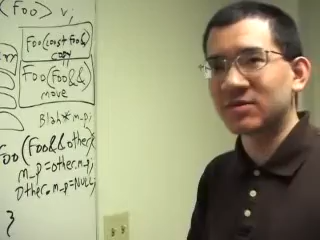 <Foo> v;
Foo(const Foo&)
copy
Foo(Foo&&)
move
Blah* m_p;
Foo(Foo&& other)
m_p = other.m_p;
other.m_p = NULL;
}